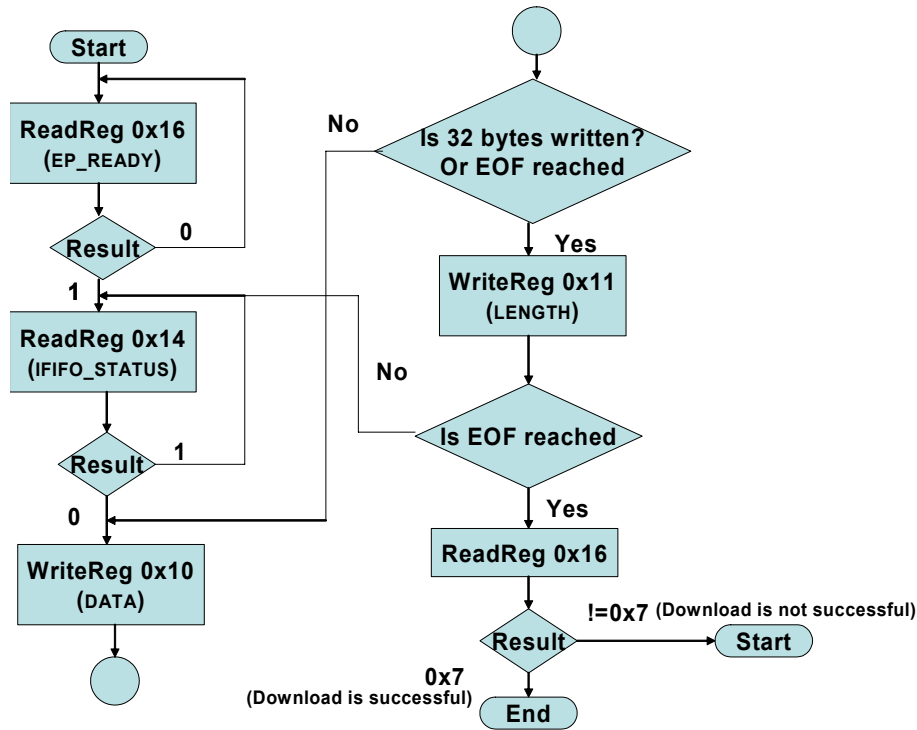 Start
ReadReg 0x16
(EP_READY)
Result
0
1
ReadReg 0x14
(IFIFO_STATUS)
Result
1
0
WriteReg 0x10
(DATA)
Is 32 bytes written?
Or EOF reached
No
Yes
WriteReg 0x11
(LENGTH)
No
Is EOF reached
Yes
ReadReg 0x16
Result
!=0x7 (Download is not successful)
Start
0x7
(Download is successful)
End